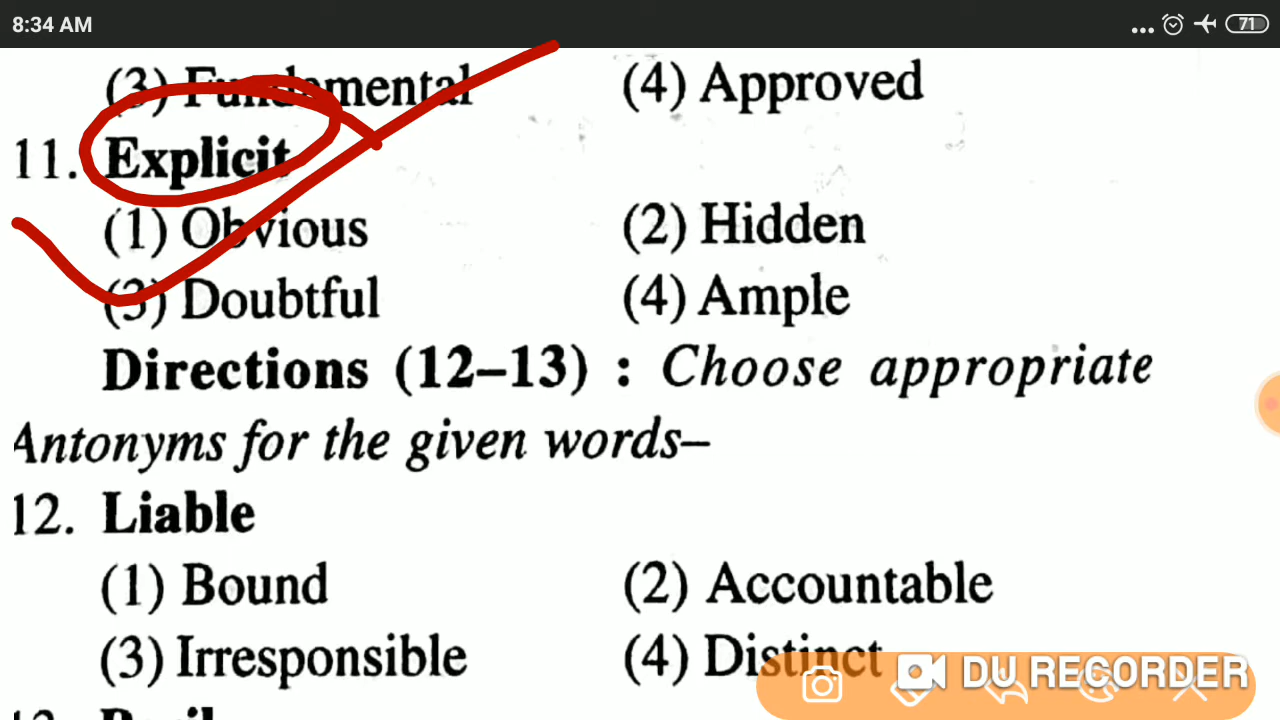 8:34 AM 71
(3) Fundamental (4) Approved
11. Explicit
(1) Obvious (2) Hidden
(3) Doubtful (4) Ample
Directions (12–13) : Choose appropriate
Antonyms for the given words–
12. Liable
(1) Bound (2) Accountable
(3) Irresponsible (4) Distinct
DU RECORDER